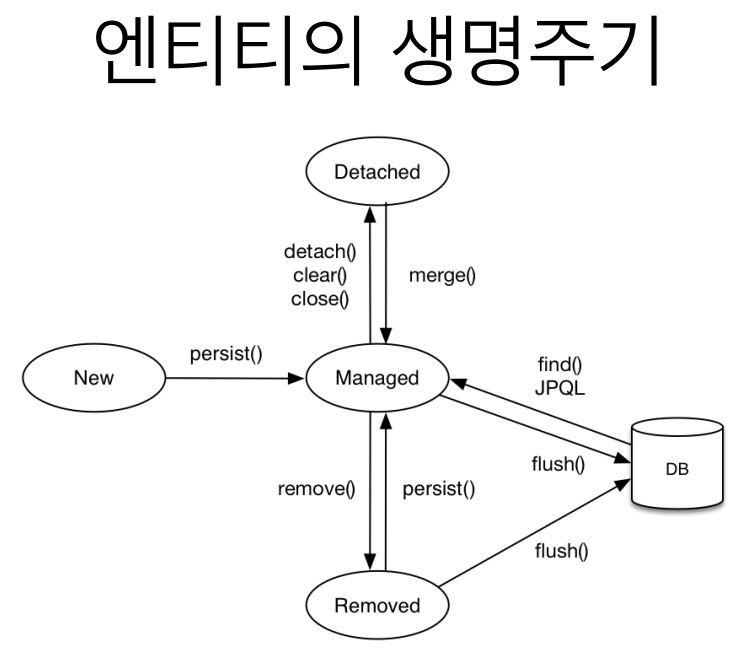 엔티티의 생명주기
Detached
detach()
clear()
close()
merge()
New
persist()
Managed
find()
JPQL
flush()
DB
remove()
persist()
flush()
Removed